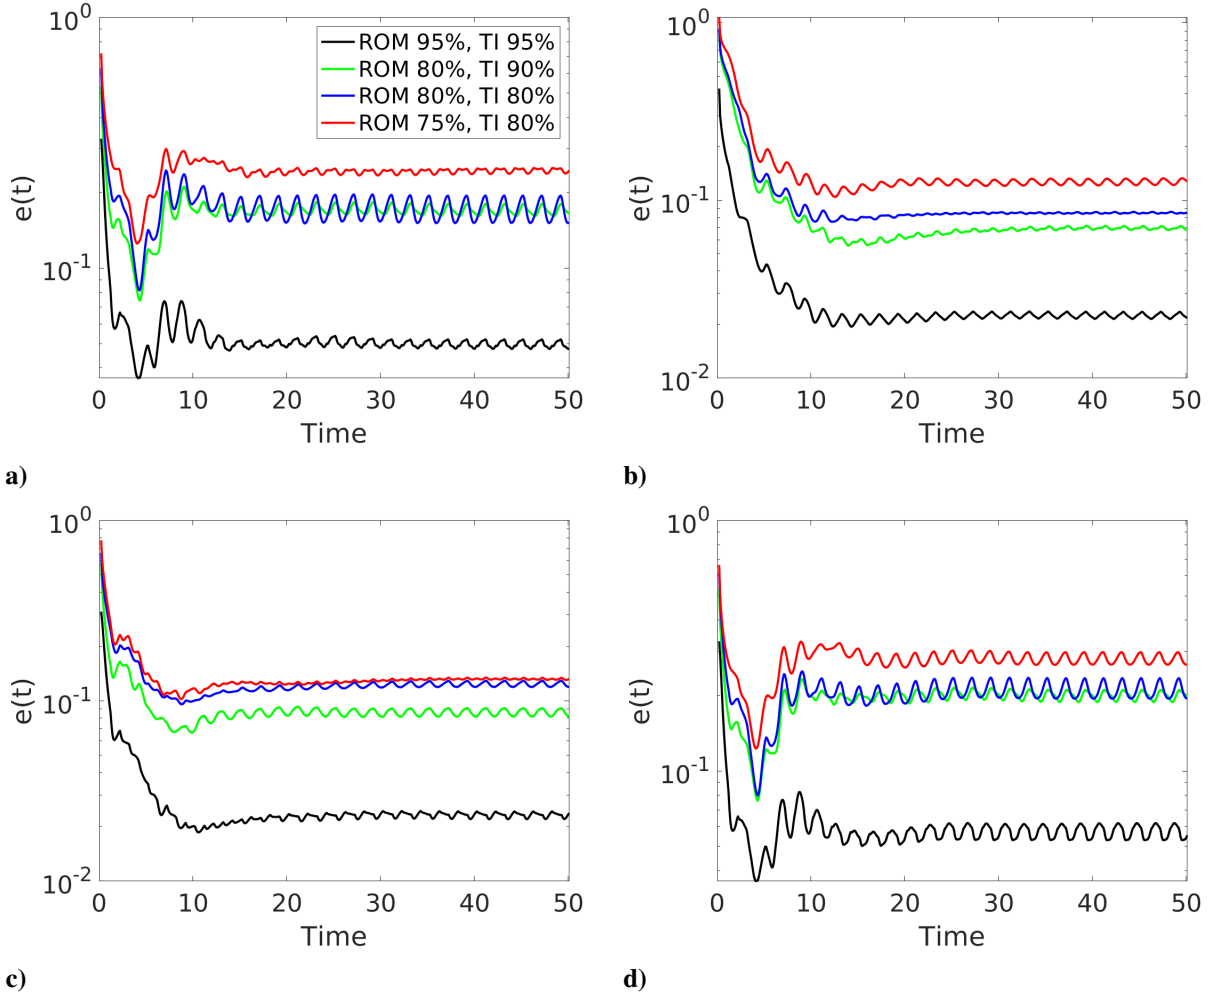 10^0
ROM 95%, TI 95%
ROM 80%, TI 90%
ROM 80%, TI 80%
ROM 75%, TI 80%
e(t)
10^-1
0 10 20 30 40 50
Time
a)
10^0
e(t)
10^-1
10^-2
0 10 20 30 40 50
Time
b)
10^0
e(t)
10^-1
10^-2
0 10 20 30 40 50
Time
c)
10^0
e(t)
10^-1
0 10 20 30 40 50
Time
d)